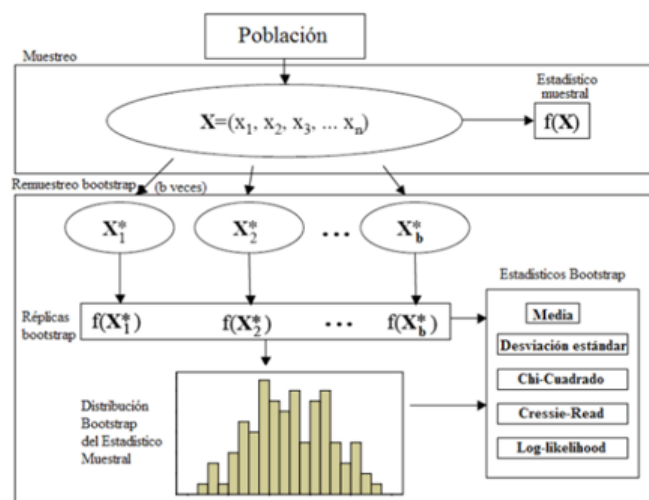 Población
Muestreo
Estadístico
muestral
X=(x1, x2, x3, ... xn)
f(X)
Remuestreo bootstrap
(b veces)
X*1
X*2
...
X*b
Estadísticos Bootstrap
Réplicas
bootstrap
f(X*1)
f(X*2)
...
f(X*b)
Media
Desviación estándar
Chi-Cuadrado
Cressie-Read
Log-likelihood
Distribución
Bootstrap
del Estadístico
Muestral